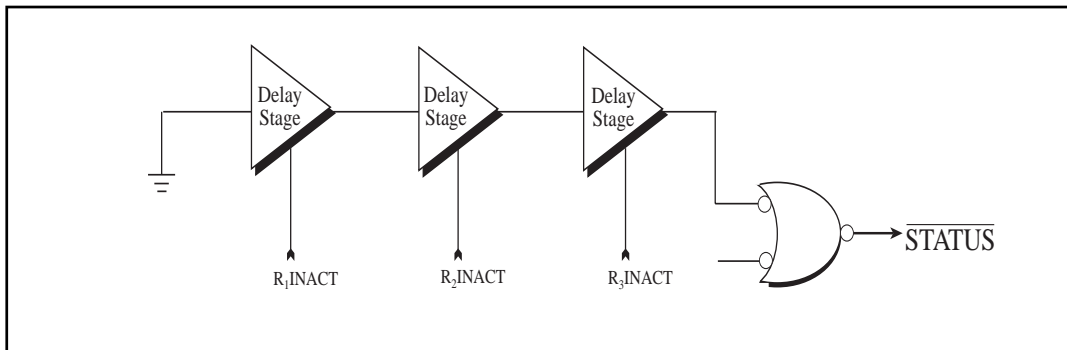 Delay
Stage
Delay
Stage
Delay
Stage
R₁INACT
R₂INACT
R₃INACT
STATUS